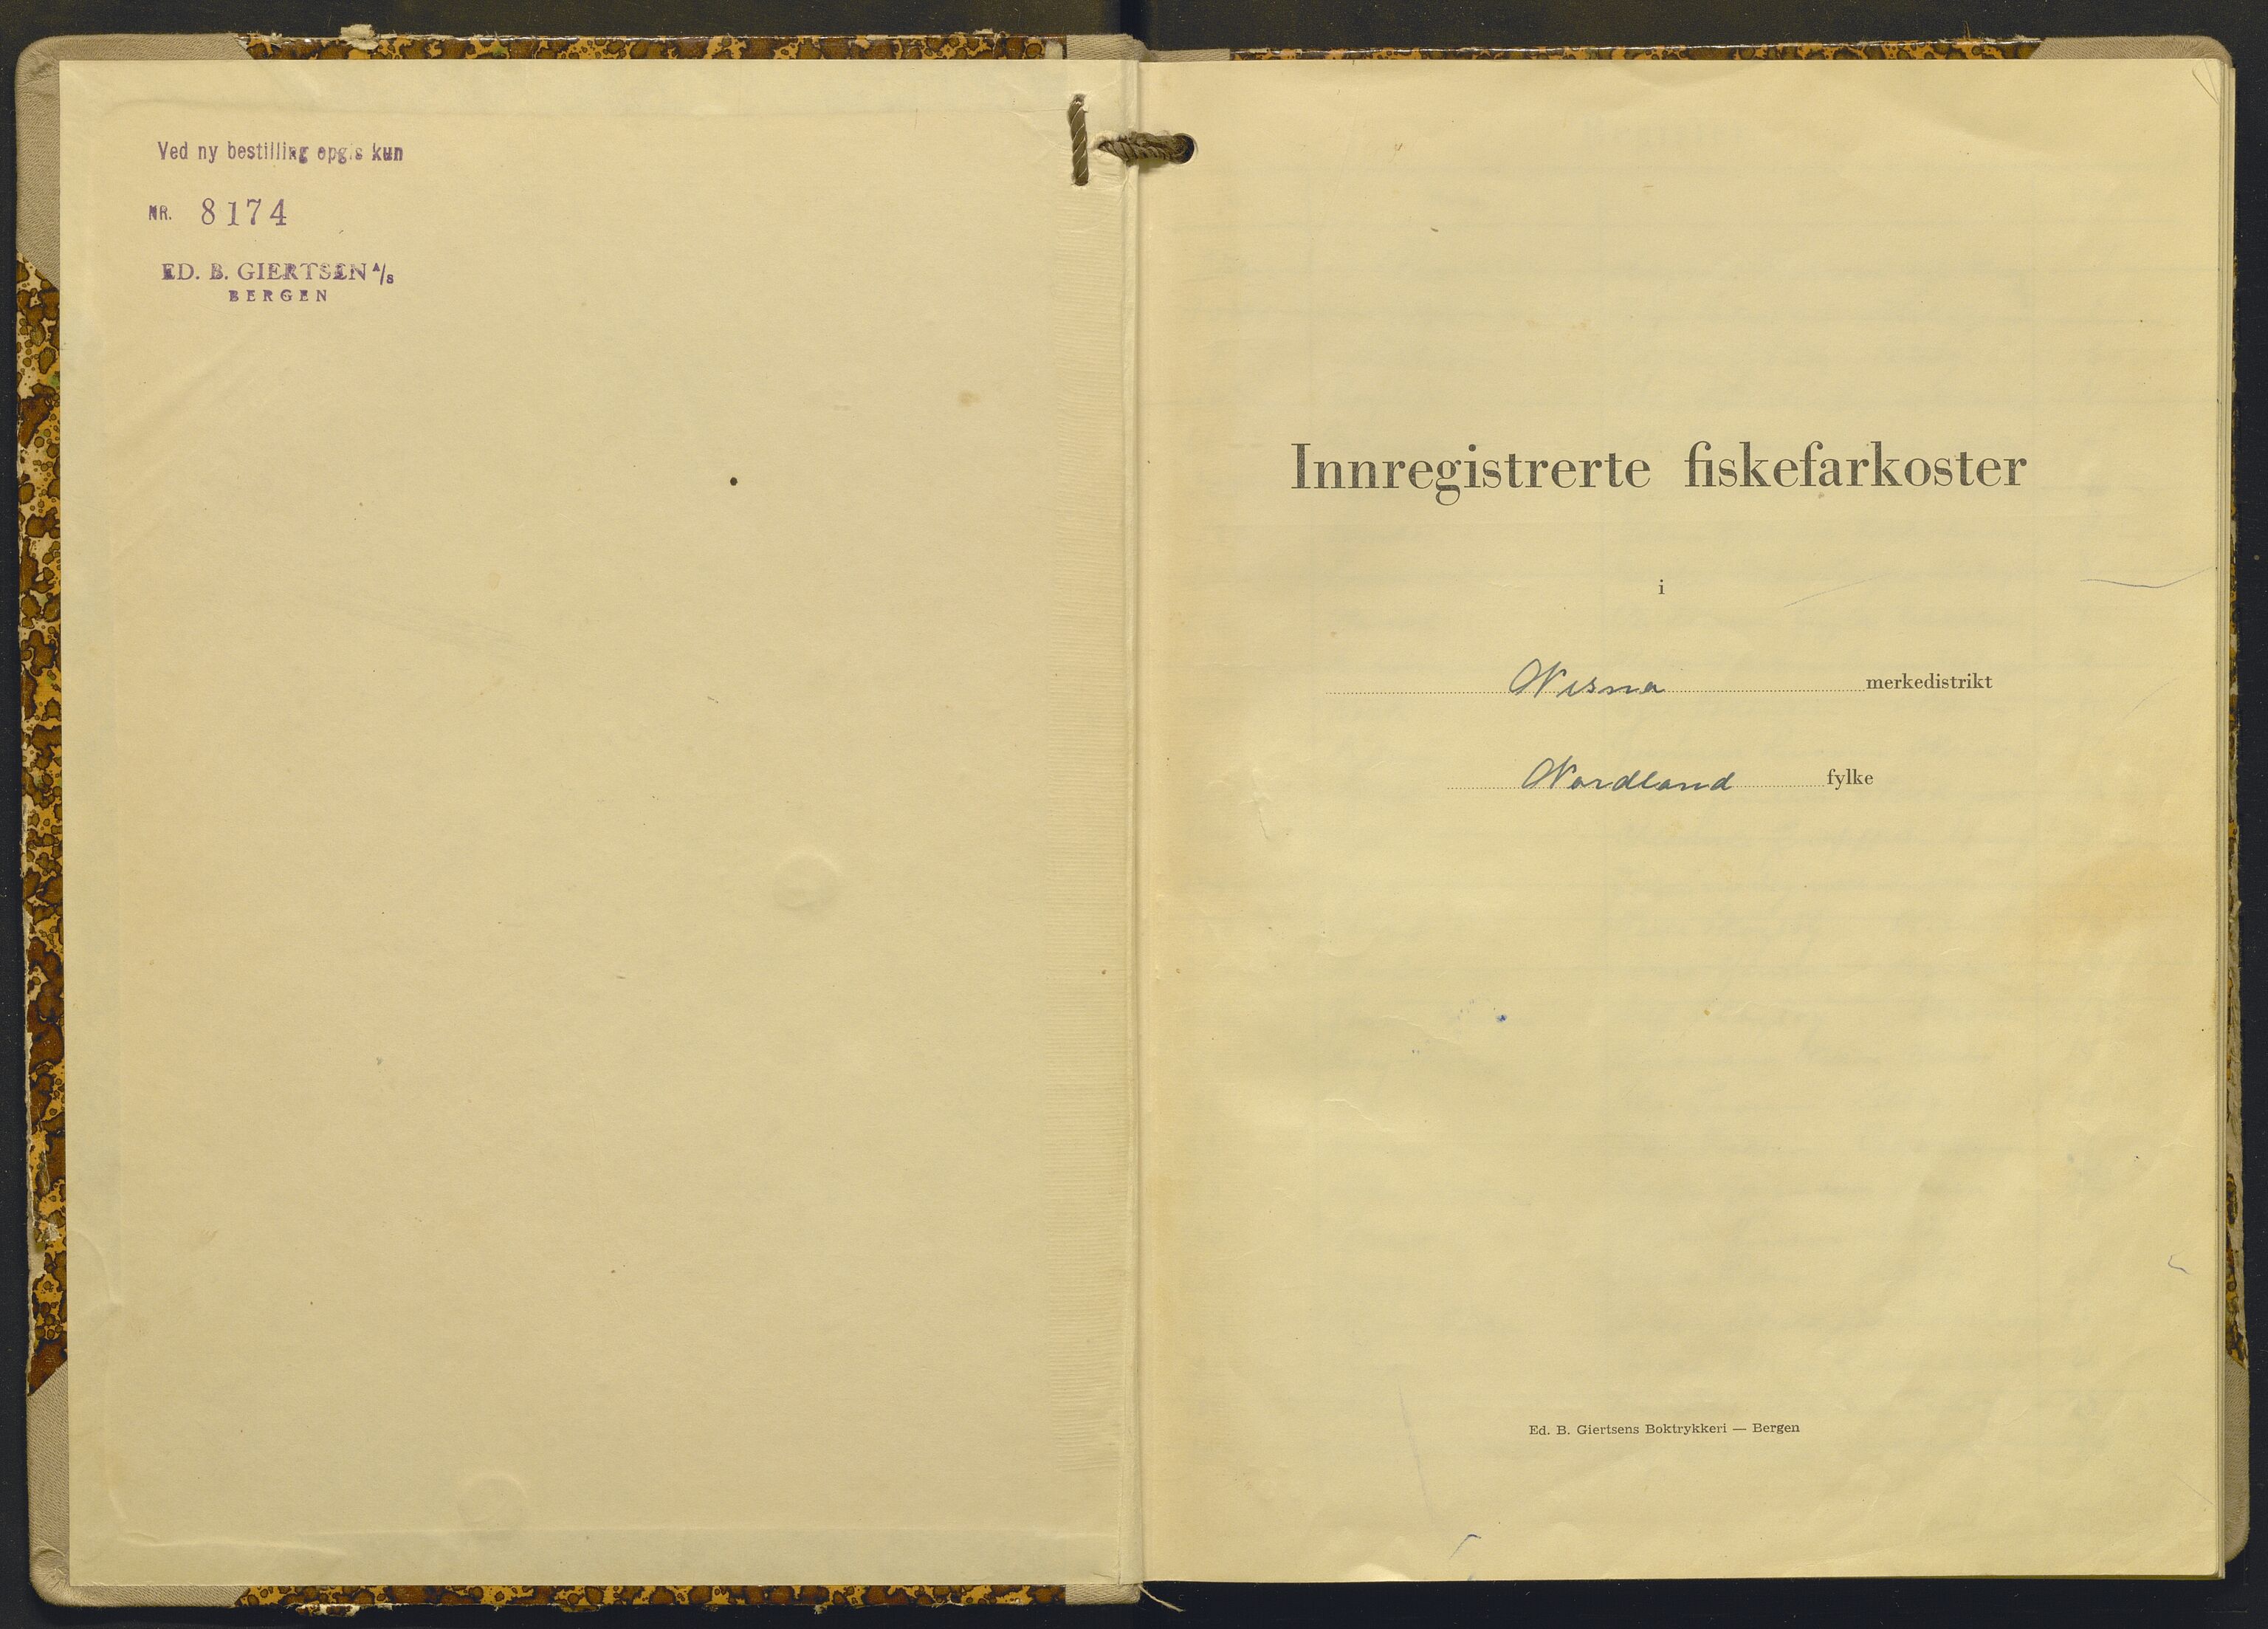 Ved ny bestilling opgis kun
NR. 8174
ED. B. GIERTSEN A/S
BERGEN
Innregistrerte fiskefarkoster
i
Nesna merkedistrikt
Nordland fylke
Ed. B. Giertsens Boktrykkeri — Bergen